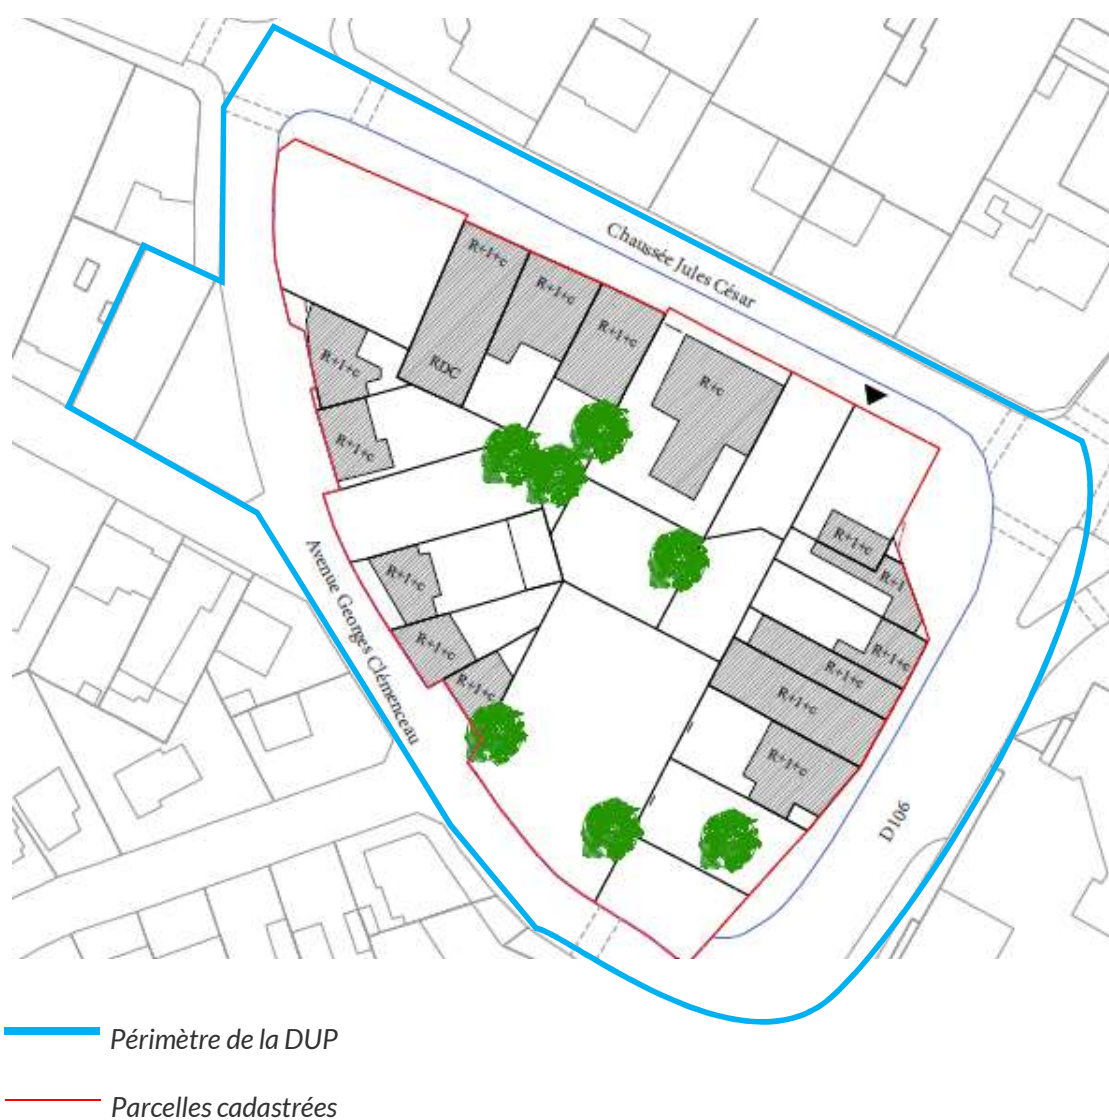 Chaussée Jules César
R+1+c
R+1+c
R+1+c
RDC
R+c
R+1+c
R+1+c
R+1+c
R+1
R+1+c
R+1+c
R+1+c
R+1+c
R+1+c
R+1+c
R+1+c
Avenue Georges Clémenceau
D106
Périmètre de la DUP
Parcelles cadastrées